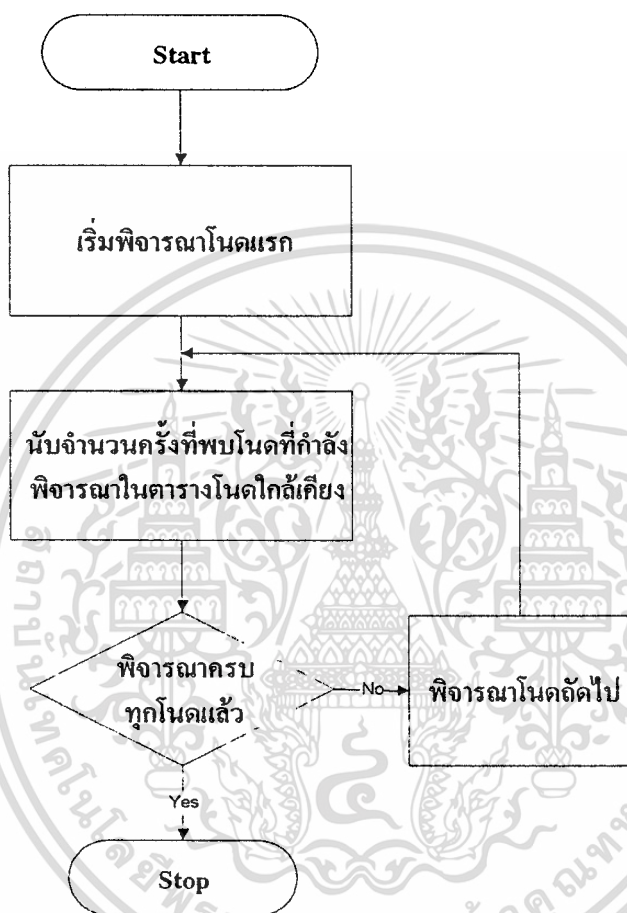 Start
เริ่มพิจารณาโนดแรก
นับจำนวนครั้งที่พบโนดที่กำลัง
พิจารณาในตารางโนดใกล้เคียง
พิจารณาครบ
ทุกโนดแล้ว
No
พิจารณาโนดถัดไป
Yes
Stop